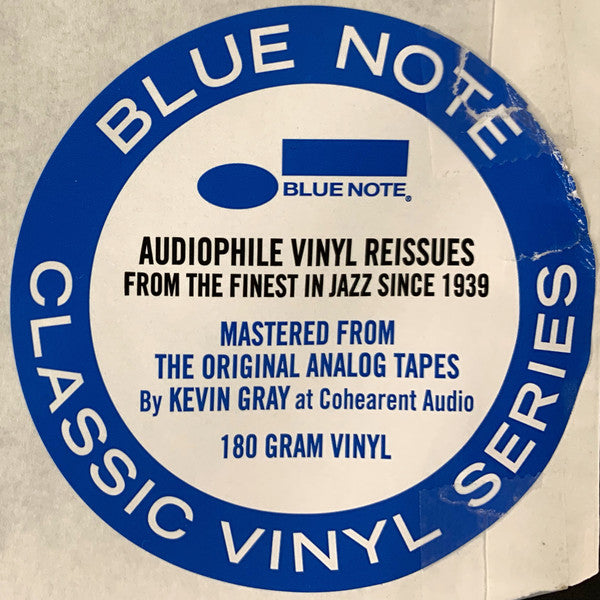 BLUE NOTE
BLUE NOTE®
AUDIOPHILE VINYL REISSUES
FROM THE FINEST IN JAZZ SINCE 1939
MASTERED FROM
THE ORIGINAL ANALOG TAPES
By KEVIN GRAY at Cohearent Audio
180 GRAM VINYL
CLASSIC VINYL SERIES